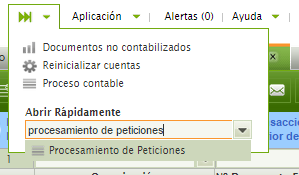 Aplicación Alertas (0) Ayuda
Documentos no contabilizados
Reinicializar cuentas
Proceso contable
Abrir Rápidamente
procesamiento de peticiones
Procesamiento de Peticiones
1